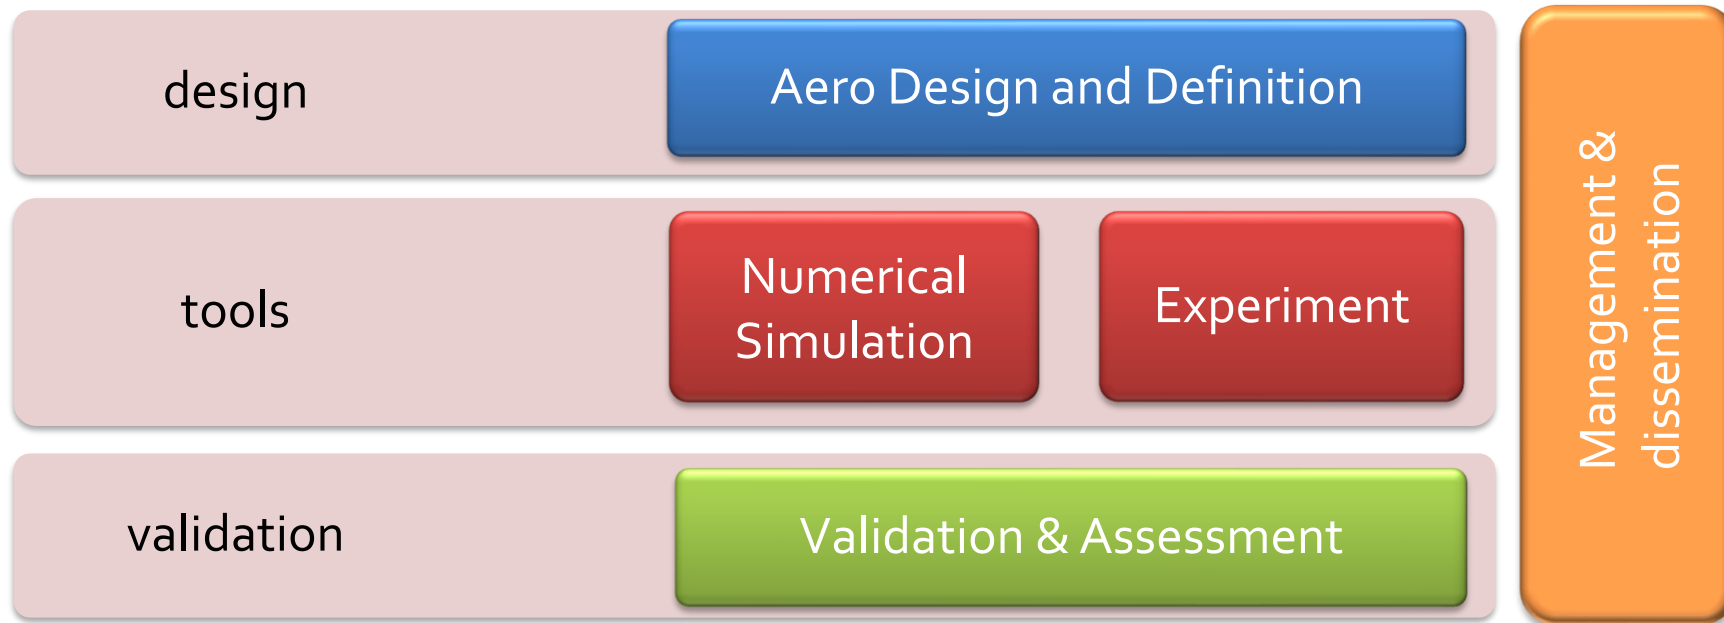 design
Aero Design and Definition
tools
Numerical
Simulation
Experiment
validation
Validation & Assessment
Management &
dissemination